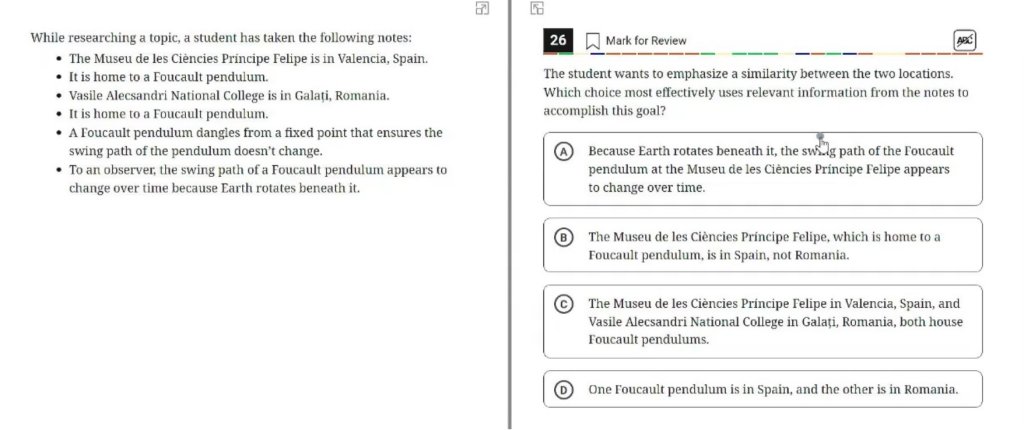 While researching a topic, a student has taken the following notes:
• The Museu de les Ciències Príncipe Felipe is in Valencia, Spain.
• It is home to a Foucault pendulum.
• Vasile Alecsandri National College is in Galați, Romania.
• It is home to a Foucault pendulum.
• A Foucault pendulum dangles from a fixed point that ensures the
swing path of the pendulum doesn't change.
• To an observer, the swing path of a Foucault pendulum appears to
change over time because Earth rotates beneath it.
26 Mark for Review ABC
The student wants to emphasize a similarity between the two locations.
Which choice most effectively uses relevant information from the notes to
accomplish this goal?
A Because Earth rotates beneath it, the swing path of the Foucault
pendulum at the Museu de les Ciències Príncipe Felipe appears
to change over time.
B The Museu de les Ciències Príncipe Felipe, which is home to a
Foucault pendulum, is in Spain, not Romania.
C The Museu de les Ciències Príncipe Felipe in Valencia, Spain, and
Vasile Alecsandri National College in Galați, Romania, both house
Foucault pendulums.
D One Foucault pendulum is in Spain, and the other is in Romania.